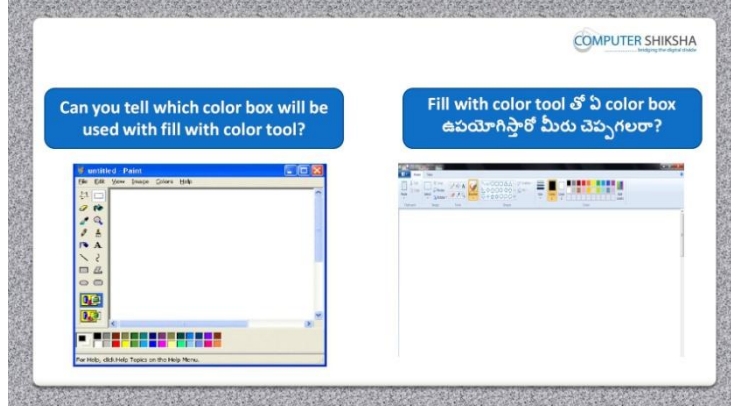 COMPUTER SHIKSHA
Bridging the digital divide
Can you tell which color box will be
used with fill with color tool?
Fill with color tool తో ఏ color box
ఉపయోగిస్తారో మీరు చెప్పగలరా?
untitled - Paint
File Edit View Image Colors Help
For Help, click Help Topics on the Help Menu.